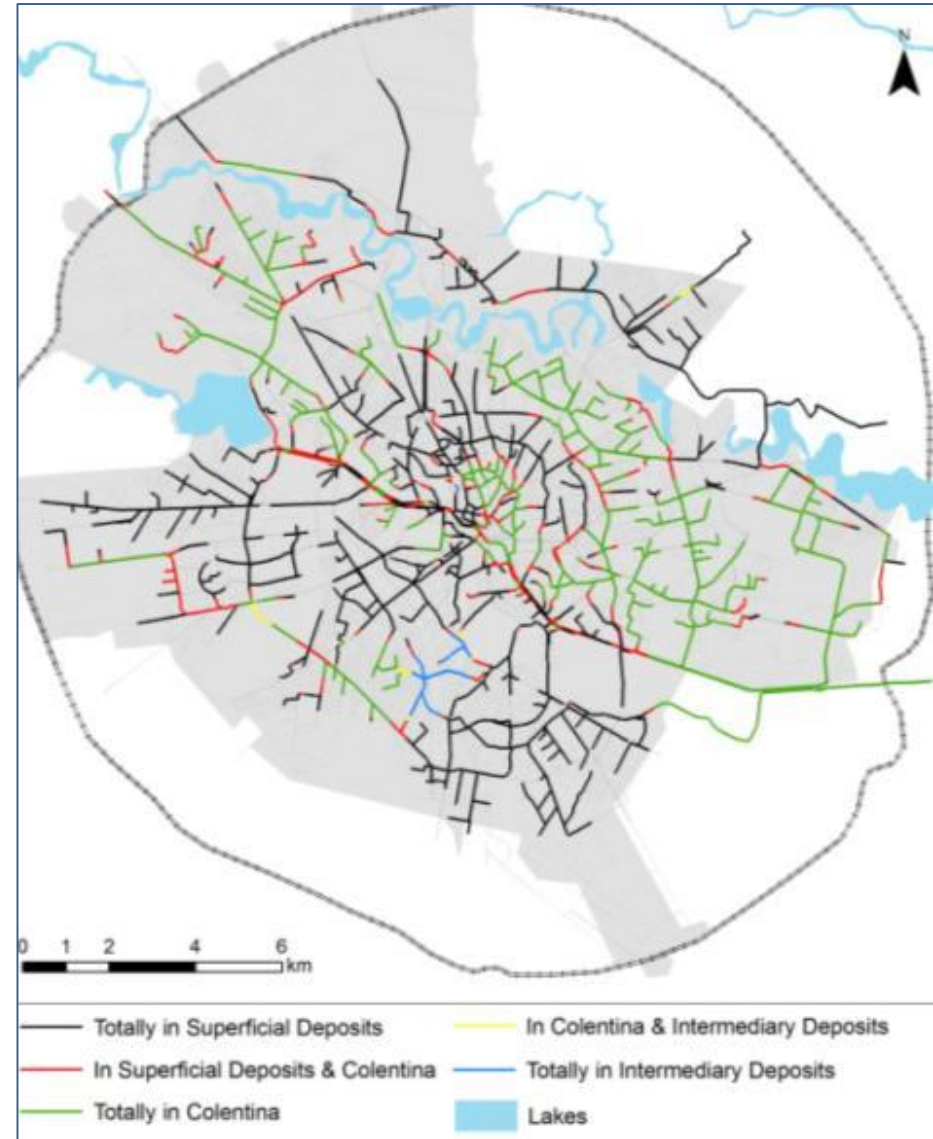 N
0 1 2 4 6
km
Totally in Superficial Deposits
In Superficial Deposits & Colentina
Totally in Colentina
In Colentina & Intermediary Deposits
Totally in Intermediary Deposits
Lakes